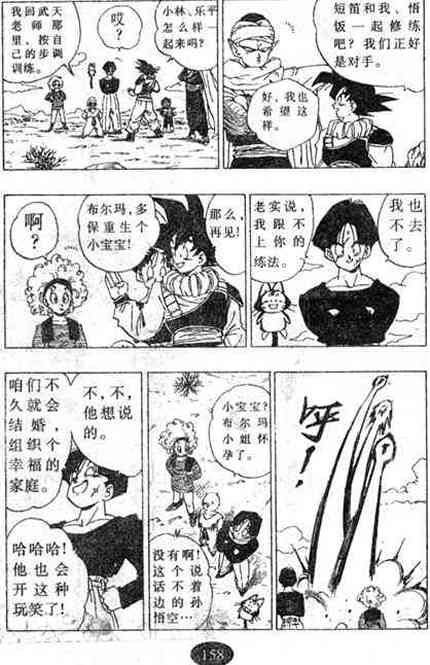 短笛和我、悟
饭一起修练
吧？我们正好
是对手。
好,我也
希望这
样。
小林、乐平
怎么样一
起来吗？
哎
？
我回武天
老师那
里、按自
己的步调
训练。
我也
去不
了。
老实说，
我跟不
上你的
练法。
那么，
再见！
布尔玛,多
保重生个
小宝宝！
啊
？
呼！
小宝宝？
布尔玛
小姐怀
孕了。
没有啊！
这个说
话不着
边的孙
悟空…
不,不,
他想说
的。
咱们不
久就会
结婚，
组织个
幸福的
家庭。
哈哈哈！
他也会
开这种
玩笑了！
158